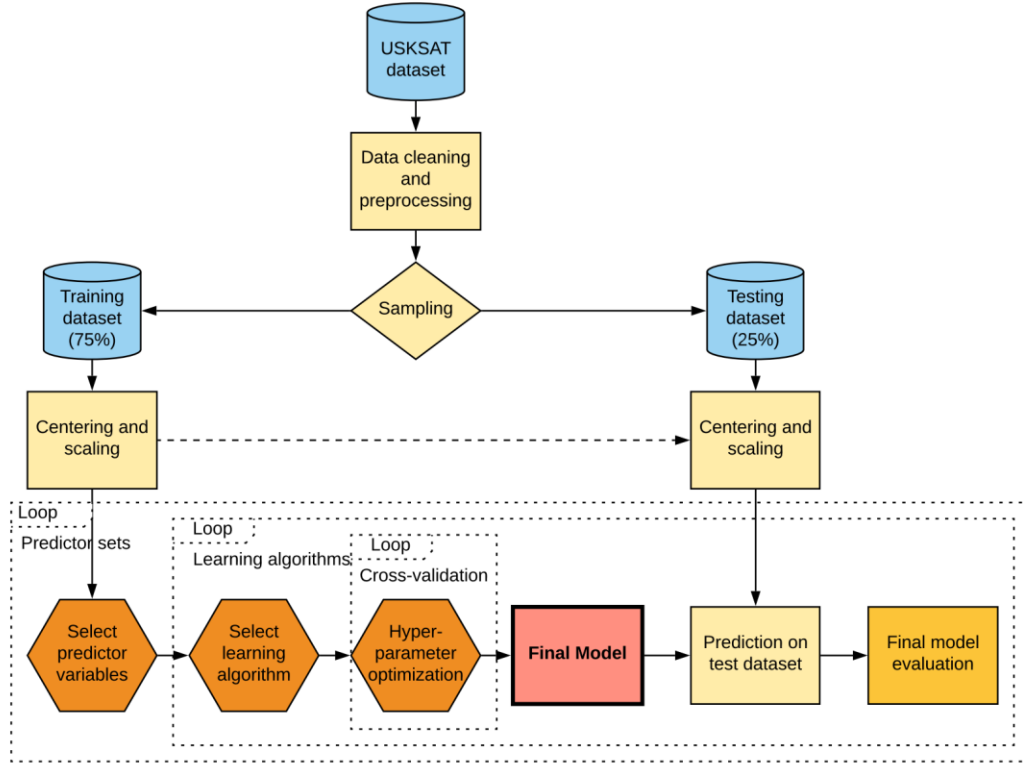 USKSAT
dataset
Data cleaning
and
preprocessing
Sampling
Training
dataset
(75%)
Testing
dataset
(25%)
Centering and
scaling
Centering and
scaling
Loop
Predictor sets
Loop
Learning algorithms
Loop
Cross-validation
Select
predictor
variables
Select
learning
algorithm
Hyper-
parameter
optimization
Final Model
Prediction on
test dataset
Final model
evaluation